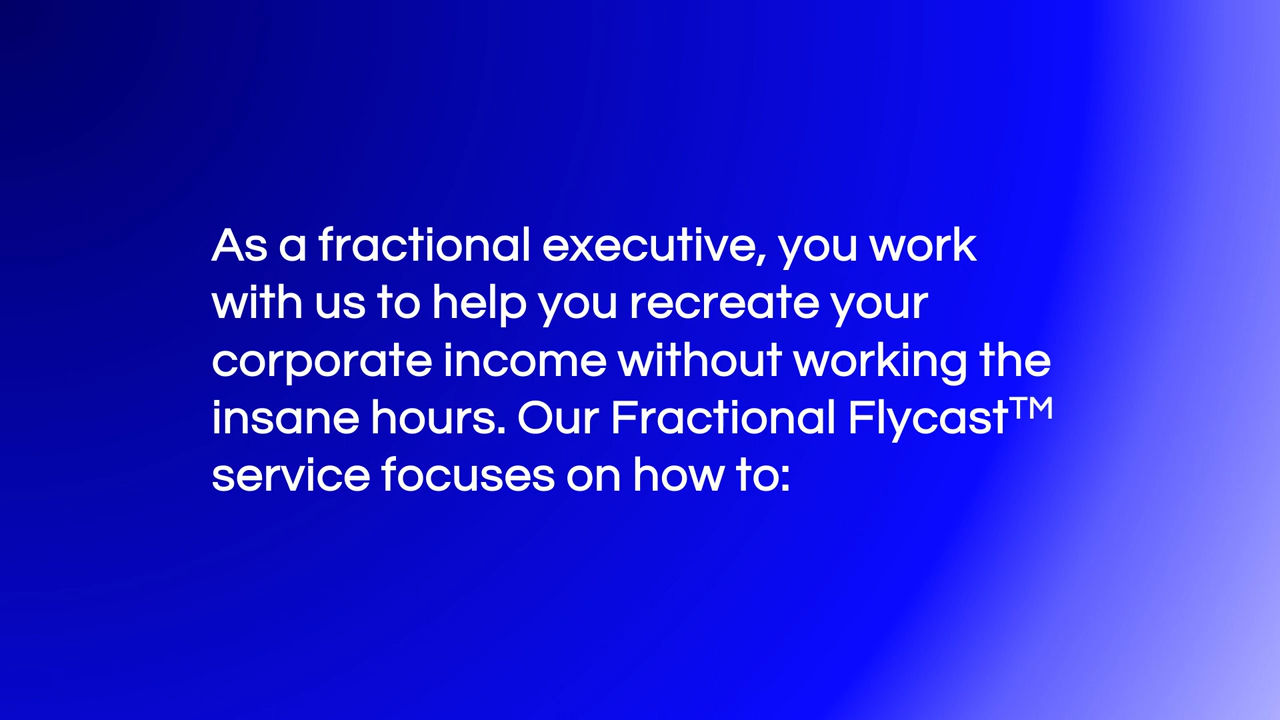 As a fractional executive, you work
with us to help you recreate your
corporate income without working the
insane hours. Our Fractional Flycast™
service focuses on how to: